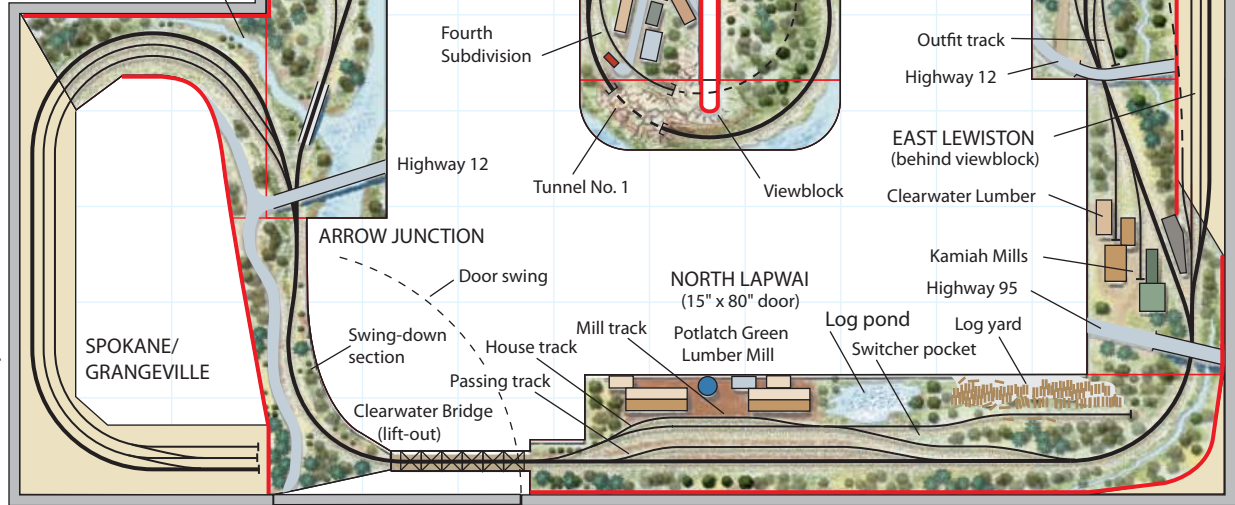 Fourth
Subdivision
Outfit track
Highway 12
EAST LEWISTON
(behind viewblock)
Highway 12
Tunnel No. 1
Viewblock
Clearwater Lumber
ARROW JUNCTION
Door swing
Kamiah Mills
NORTH LAPWAI
(15" x 80" door)
Highway 95
Swing-down
section
Mill track
Potlatch Green
Lumber Mill
Log pond
Log yard
SPOKANE/
GRANGEVILLE
House track
Switcher pocket
Passing track
Clearwater Bridge
(lift-out)